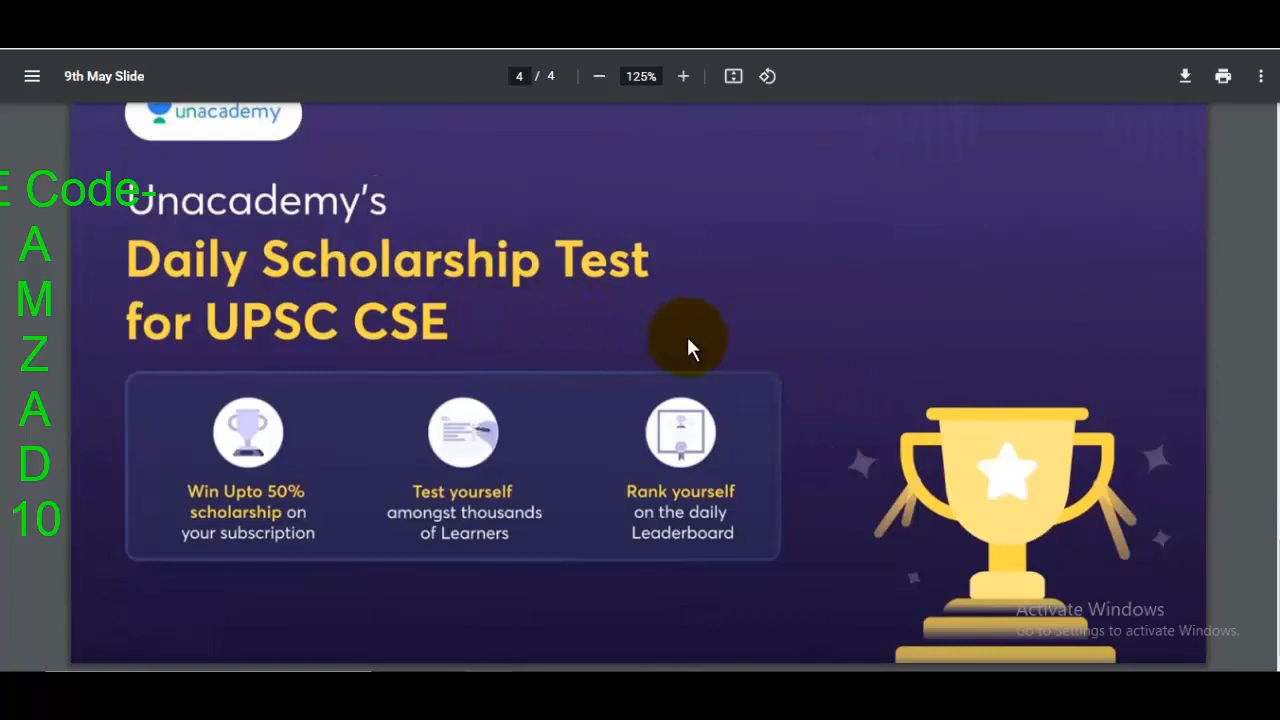 9th May Slide
4 / 4
125%
unacademy
E Code-
A
M
Z
A
D
10
Unacademy's
Daily Scholarship Test
for UPSC CSE
Win Upto 50%
scholarship on
your subscription
Test yourself
amongst thousands
of Learners
Rank yourself
on the daily
Leaderboard
Activate Windows
Go to Settings to activate Windows.